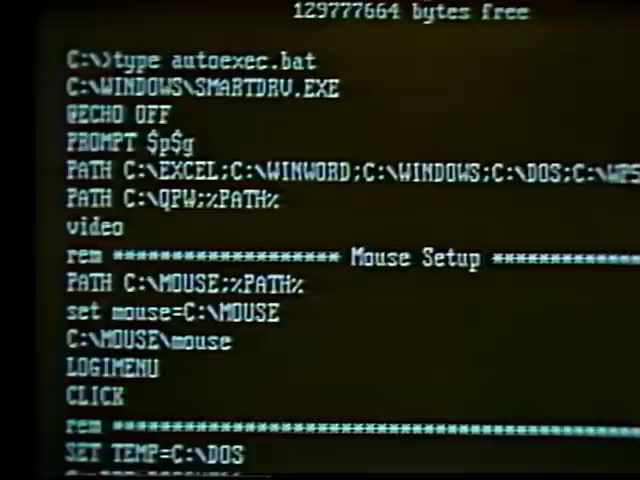 129777664 bytes free
C:\>type autoexec.bat
C:\WINDOWS\SMARTDRV.EXE
@ECHO OFF
PROMPT $p$g
PATH C:\EXCEL;C:\WINWORD;C:\WINDOWS;C:\DOS;C:\WPS
PATH C:\QPW;%PATH%
video
rem ******************* Mouse Setup *************
PATH C:\MOUSE;%PATH%
set mouse=C:\MOUSE
C:\MOUSE\mouse
LOGIMENU
CLICK
rem ********************************************
SET TEMP=C:\DOS